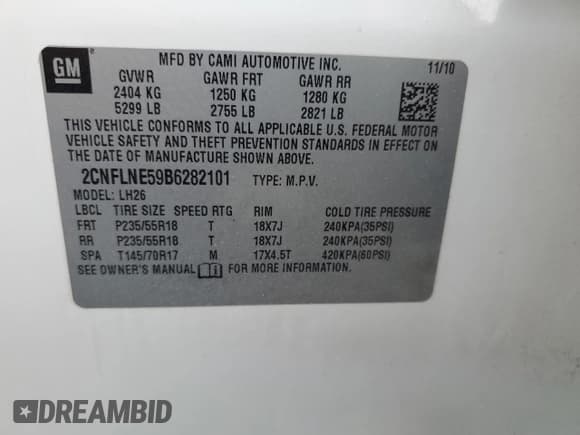 GM
MFD BY CAMI AUTOMOTIVE INC. 11/10
GVWR GAWR FRT GAWR RR
2404 KG 1250 KG 1280 KG
5299 LB 2755 LB 2821 LB
THIS VEHICLE CONFORMS TO ALL APPLICABLE U.S. FEDERAL MOTOR
VEHICLE SAFETY AND THEFT PREVENTION STANDARDS IN EFFECT ON
THE DATE OF MANUFACTURE SHOWN ABOVE.
2CNFLNE59B6282101 TYPE: M.P.V.
MODEL: LH26
LBCL TIRE SIZE SPEED RTG RIM COLD TIRE PRESSURE
FRT P235/55R18 T 18X7J 240KPA(35PSI)
RR P235/55R18 T 18X7J 240KPA(35PSI)
SPA T145/70R17 M 17X4.5T 420KPA(60PSI)
SEE OWNER'S MANUAL FOR MORE INFORMATION.
DREAMBID